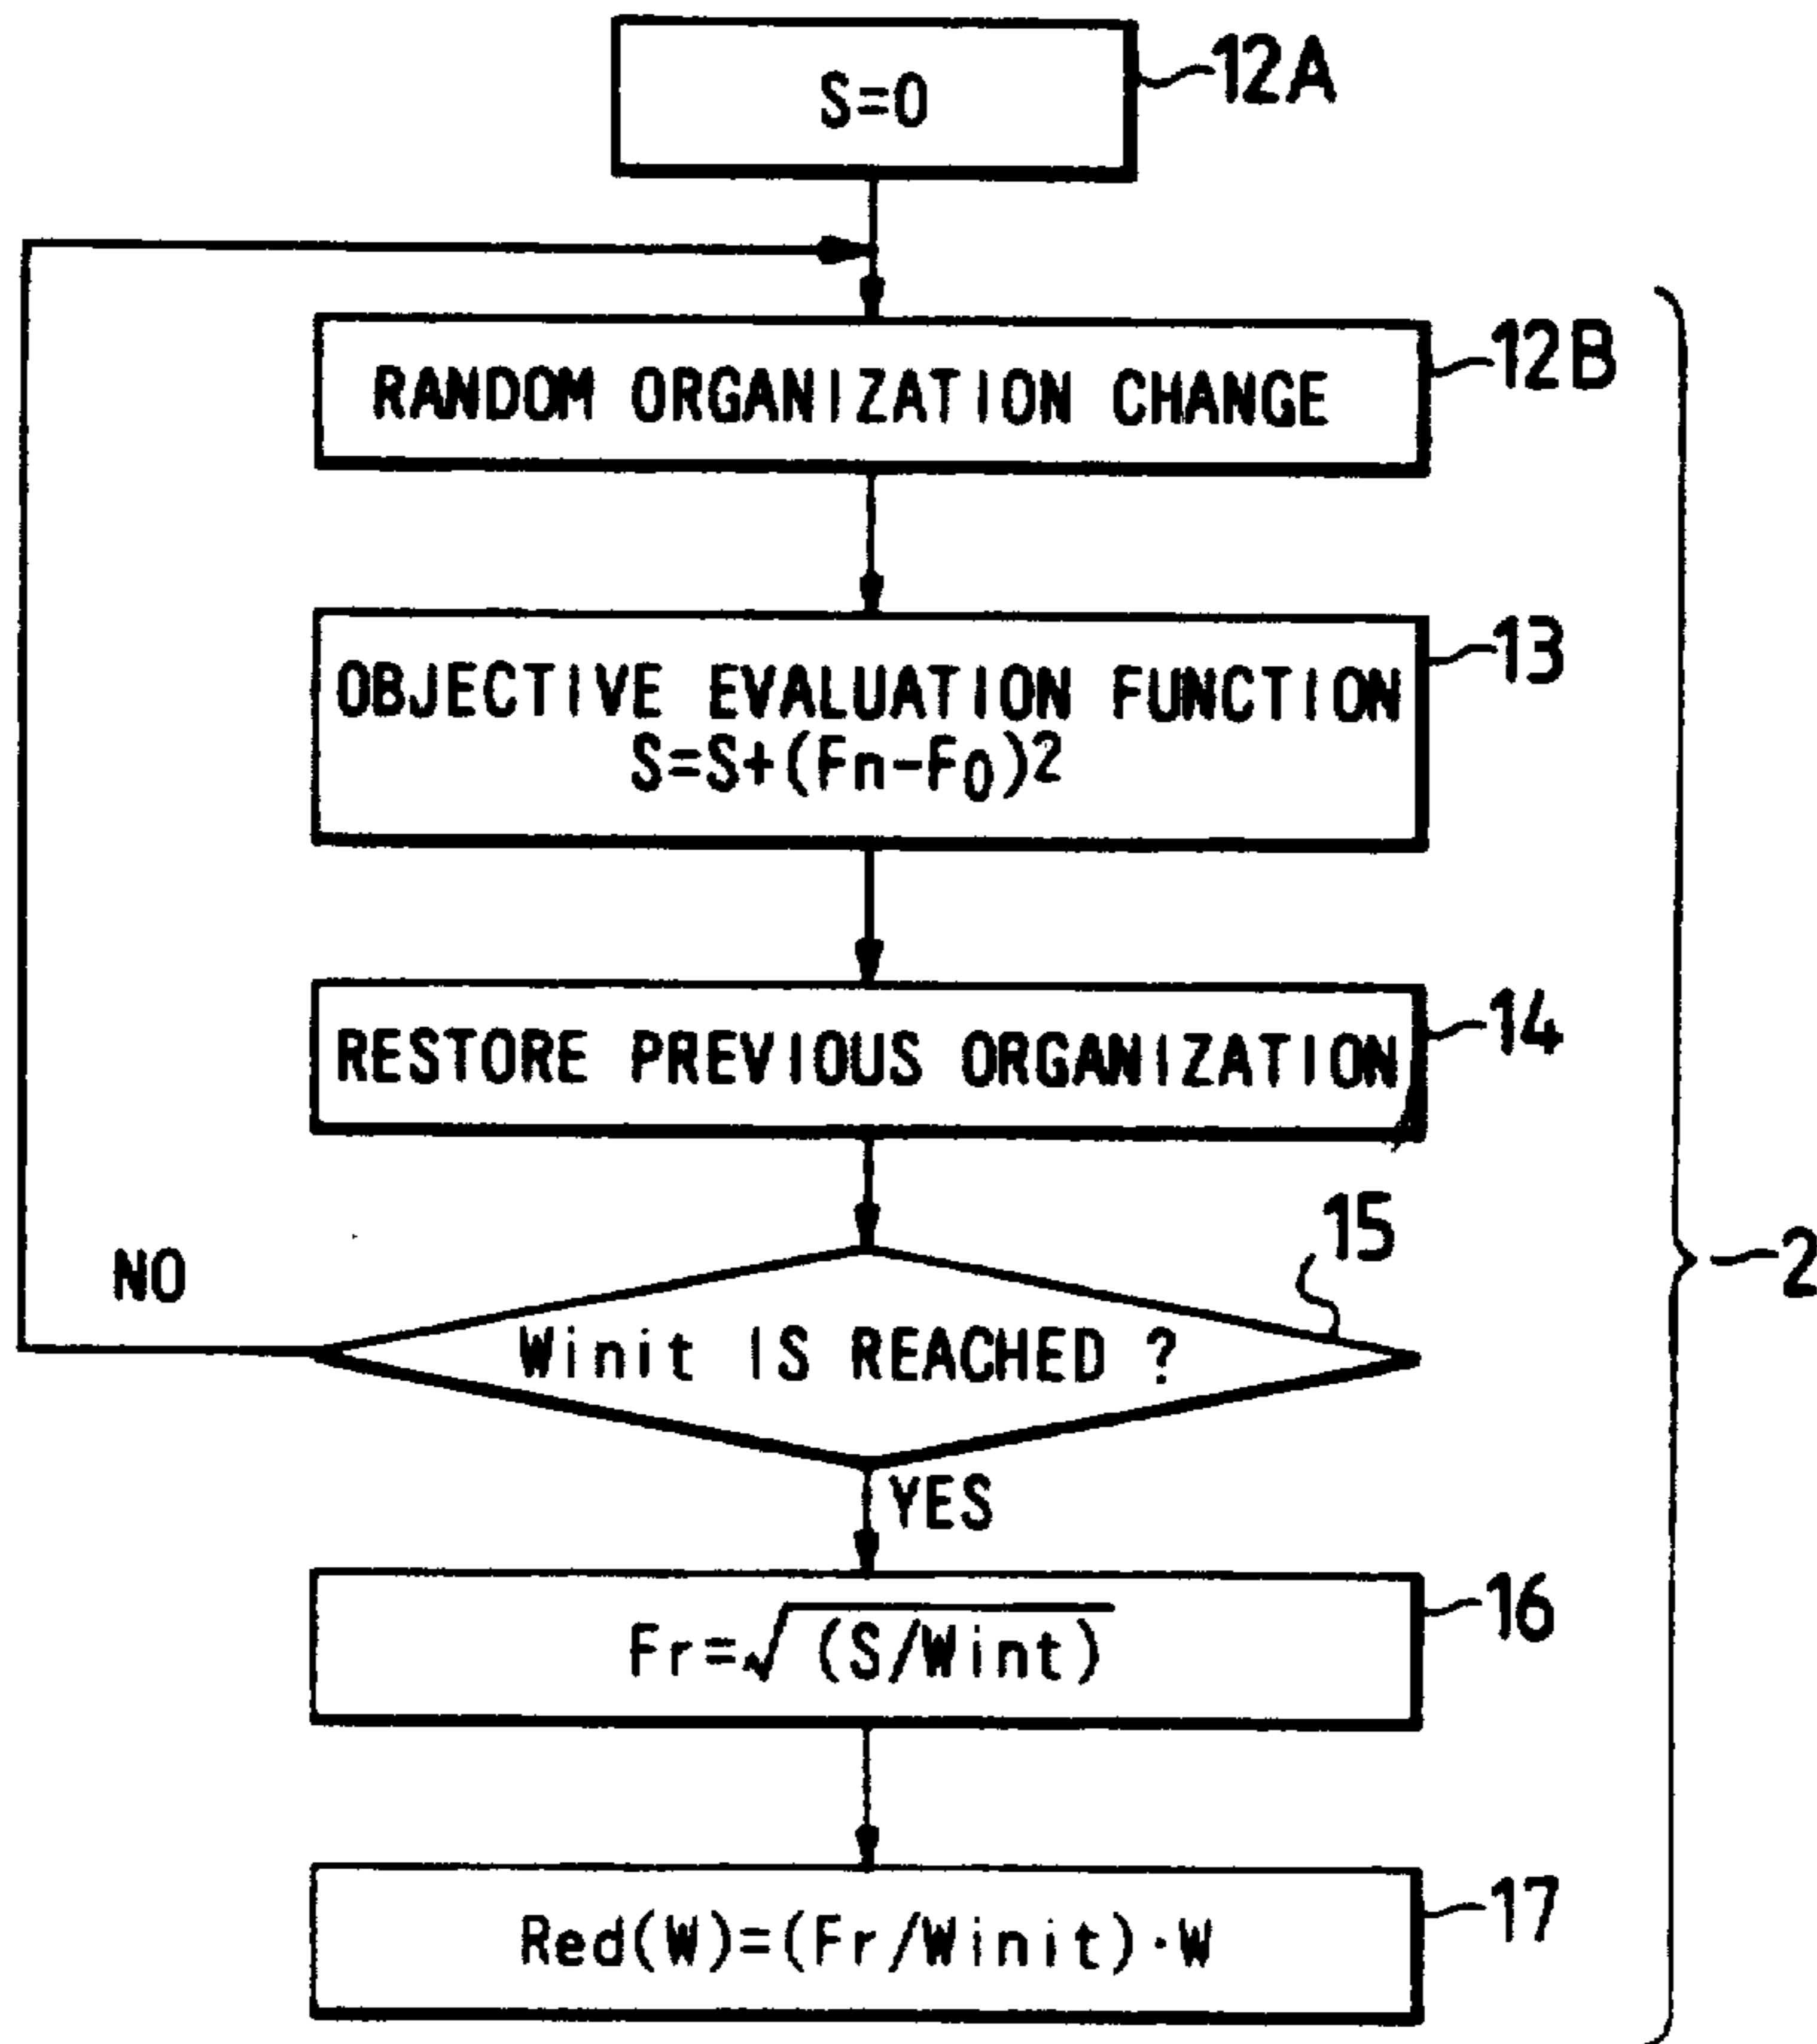 S=0
12A
RANDOM ORGANIZATION CHANGE
12B
OBJECTIVE EVALUATION FUNCTION
S=S+(Fn-F0)2
13
RESTORE PREVIOUS ORGANIZATION
14
15
NO
Winit IS REACHED ?
2
YES
Fr=√(S/Wint)
16
Red(W)=(Fr/Winit)·W
17